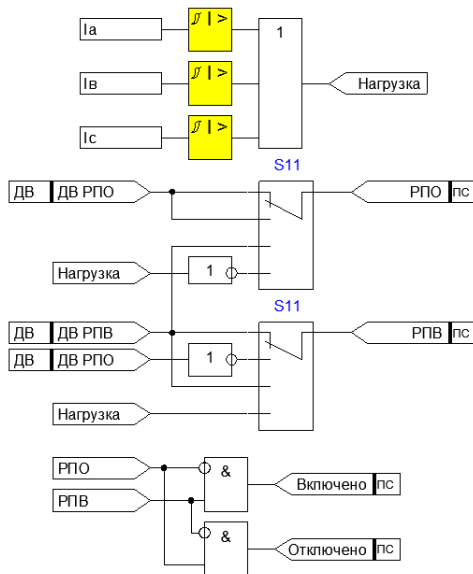 Ia
I >
Iв
I >
Iс
I >
1
Нагрузка
S11
ДВ ДВ РПО
РПО ПС
Нагрузка
1
S11
ДВ ДВ РПВ
РПВ ПС
ДВ ДВ РПО
1
Нагрузка
РПО
&
Включено ПС
РПВ
&
Отключено ПС